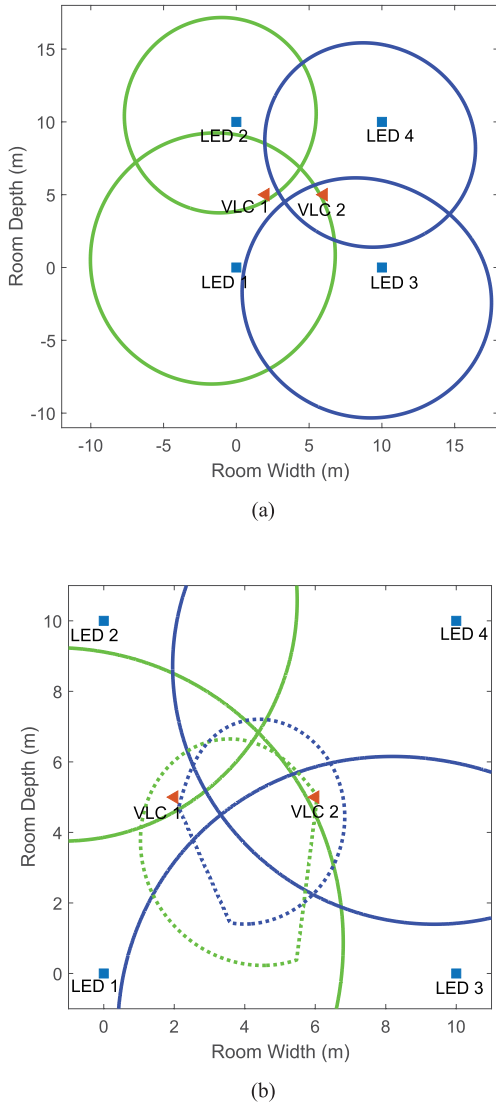 15
10
5
0
-5
-10
Room Depth (m)
LED 2
LED 4
VLC 1
VLC 2
LED 1
LED 3
-10 -5 0 5 10 15
Room Width (m)
(a)
10
8
6
4
2
0
Room Depth (m)
LED 2
LED 4
VLC 1
VLC 2
LED 1
LED 3
0 2 4 6 8 10
Room Width (m)
(b)